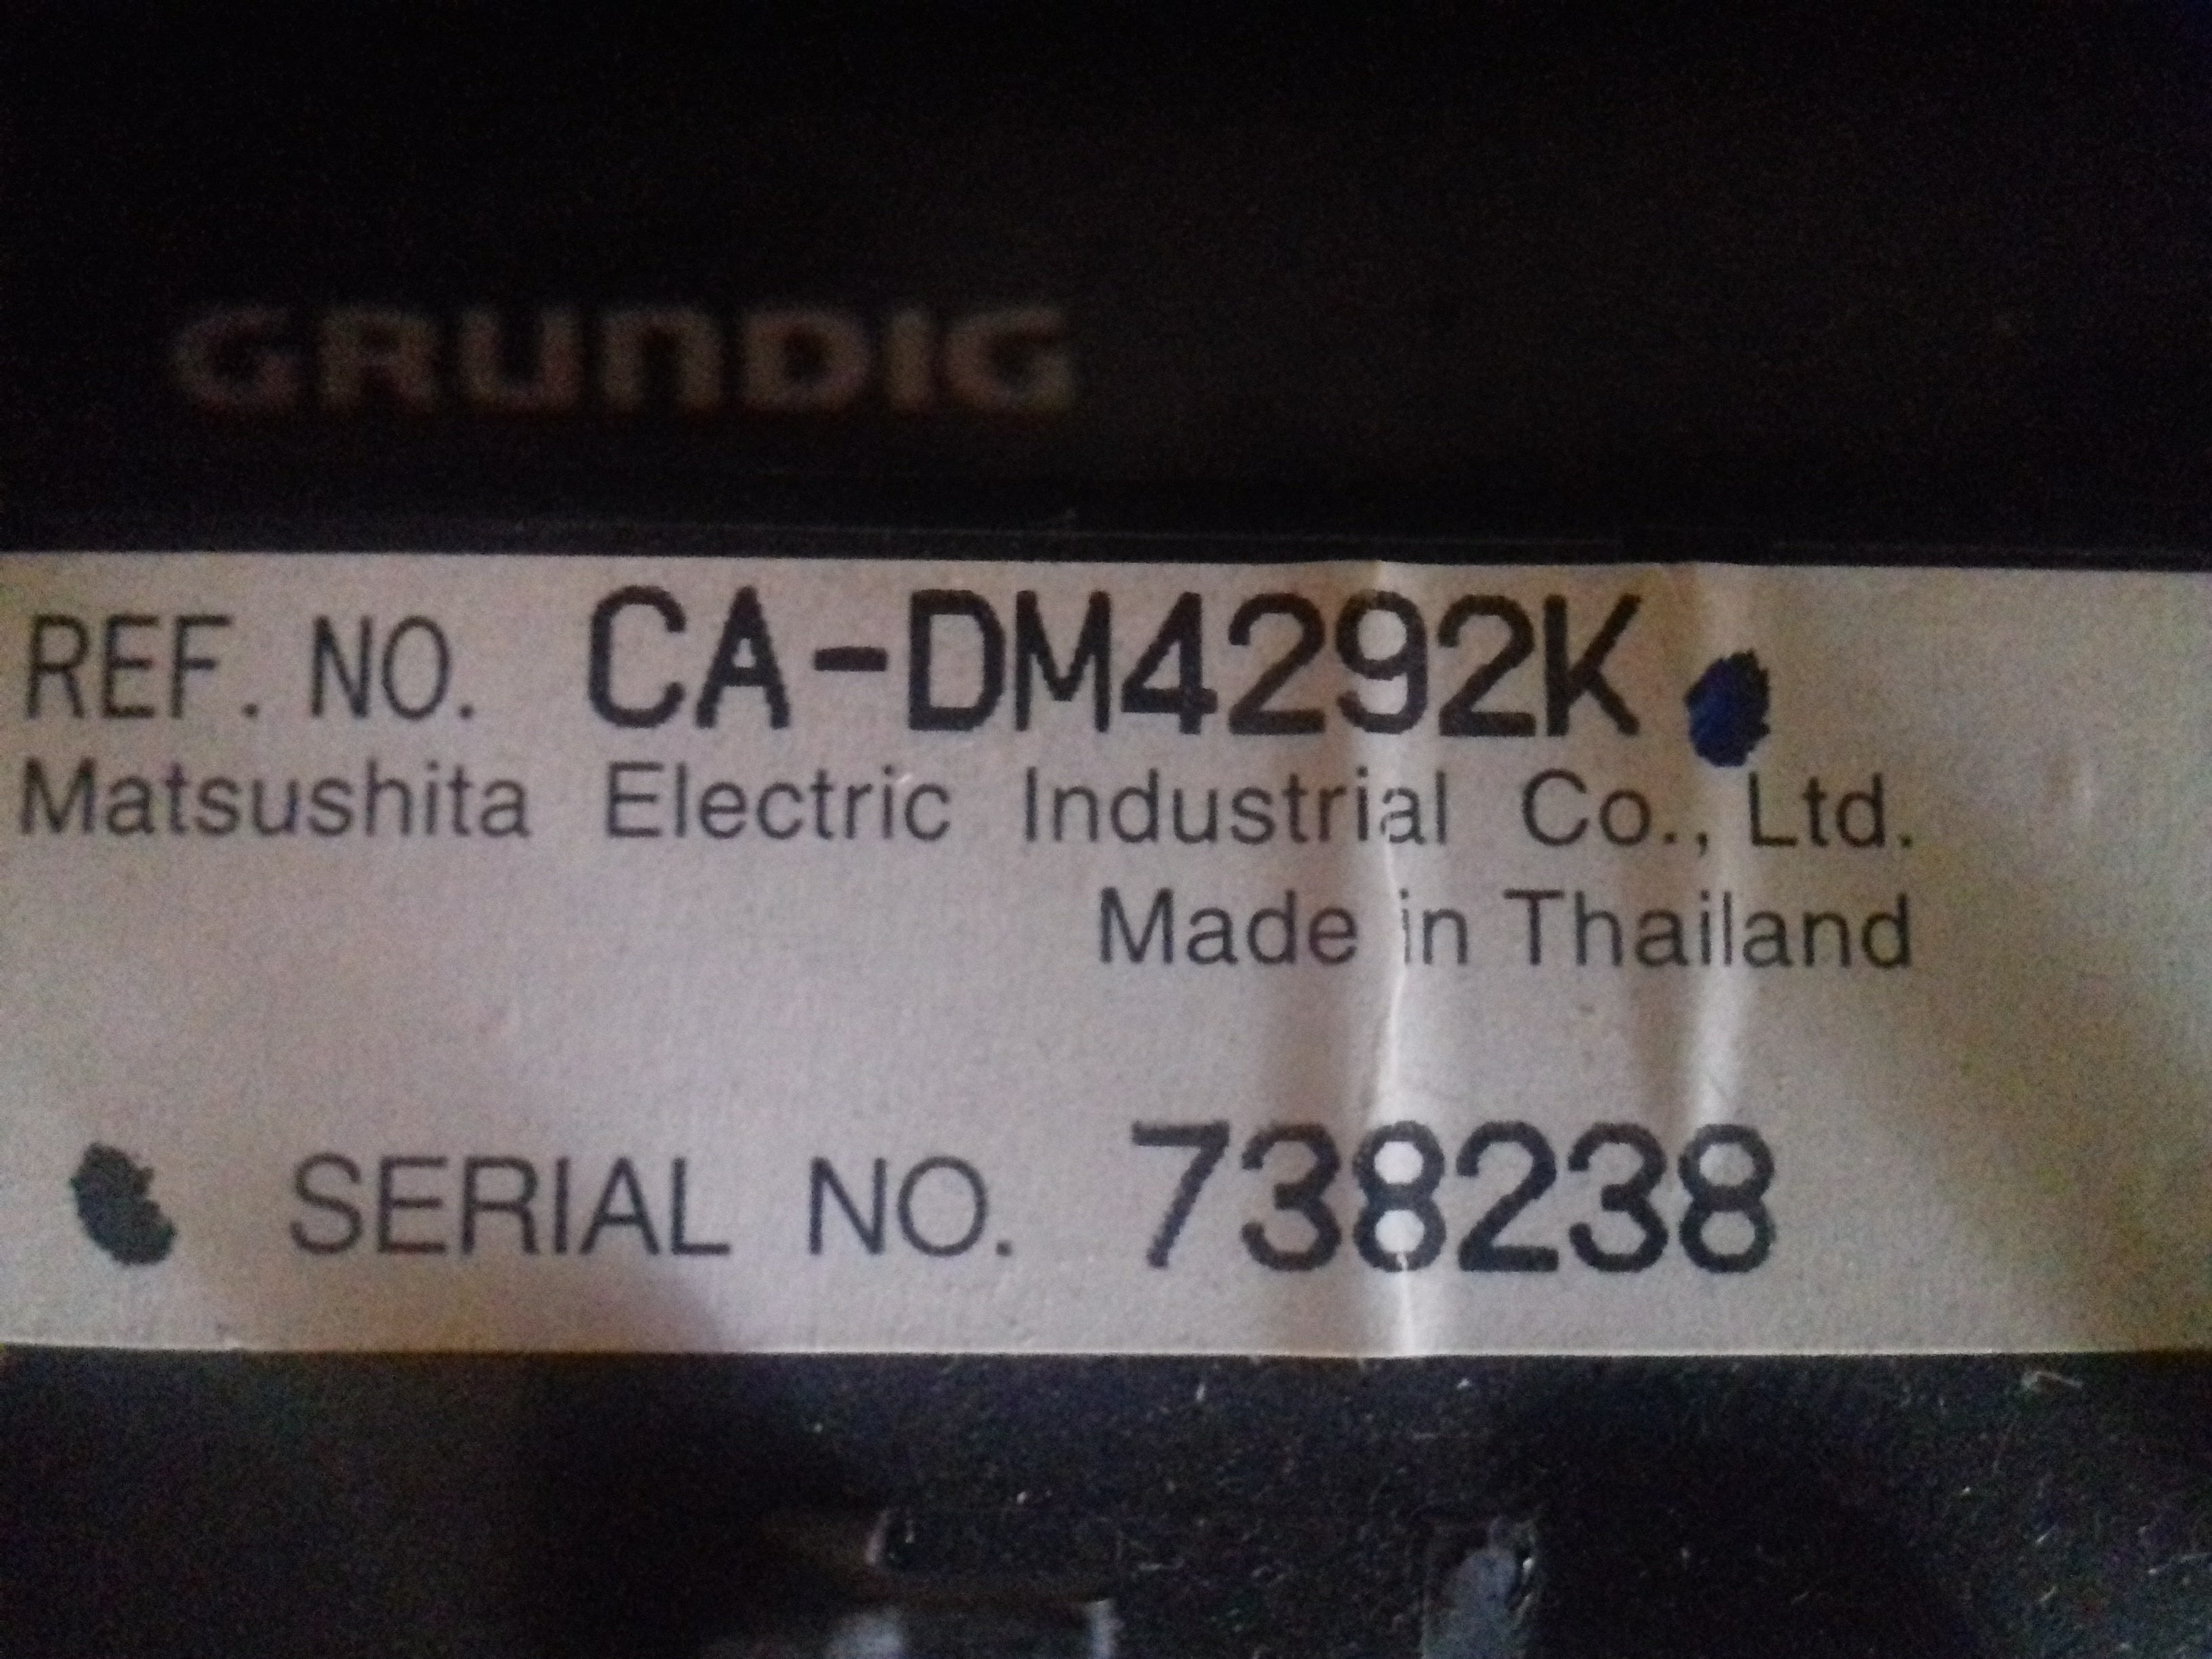 GRUNDIG
REF. NO. CA-DM4292K
Matsushita Electric Industrial Co., Ltd.
Made in Thailand
SERIAL NO. 738238